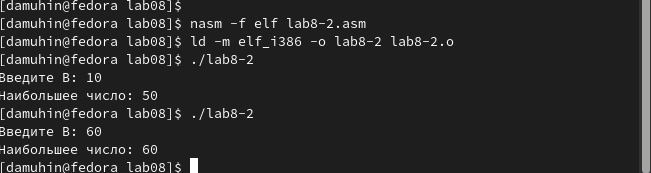 [damuhin@fedora lab08]$
[damuhin@fedora lab08]$ nasm -f elf lab8-2.asm
[damuhin@fedora lab08]$ ld -m elf_i386 -o lab8-2 lab8-2.o
[damuhin@fedora lab08]$ ./lab8-2
Введите B: 10
Наибольшее число: 50
[damuhin@fedora lab08]$ ./lab8-2
Введите B: 60
Наибольшее число: 60
[damuhin@fedora lab08]$